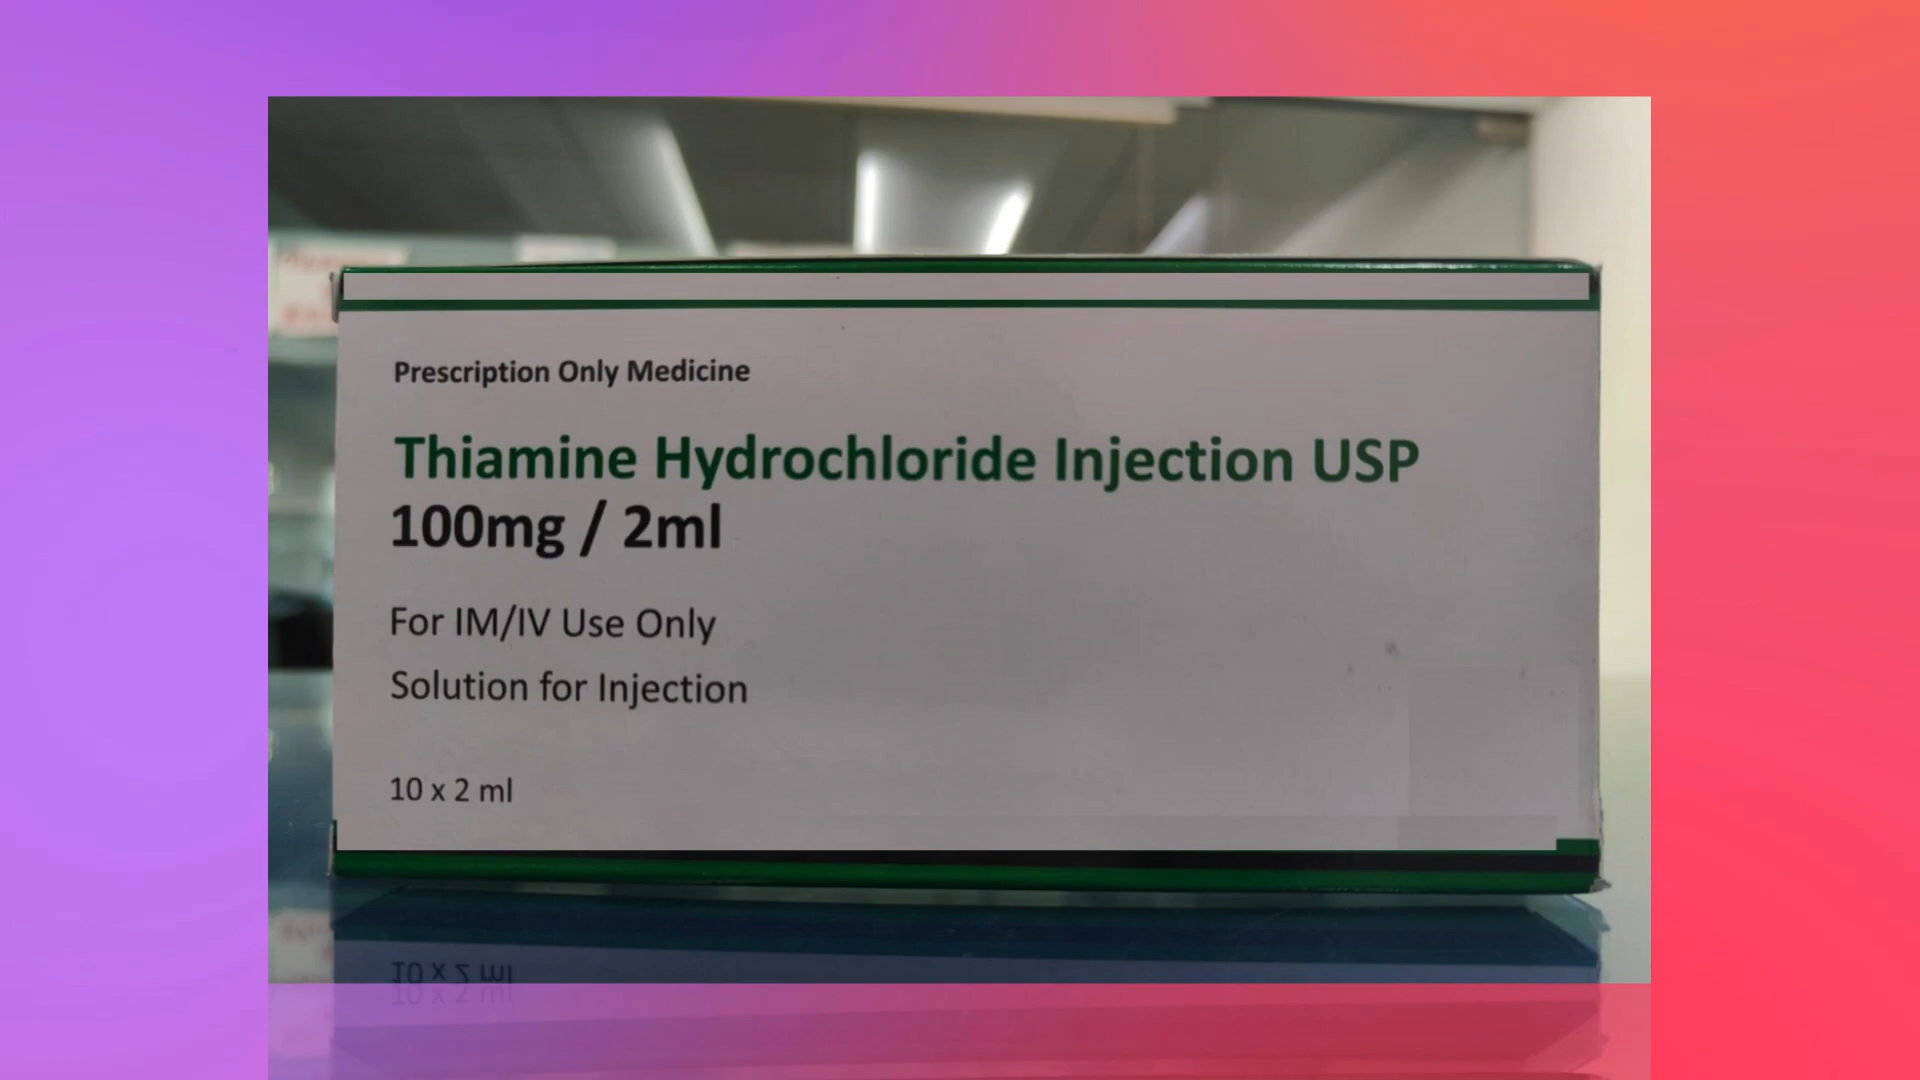 Prescription Only Medicine
Thiamine Hydrochloride Injection USP
100mg / 2ml
For IM/IV Use Only
Solution for Injection
10 x 2 ml